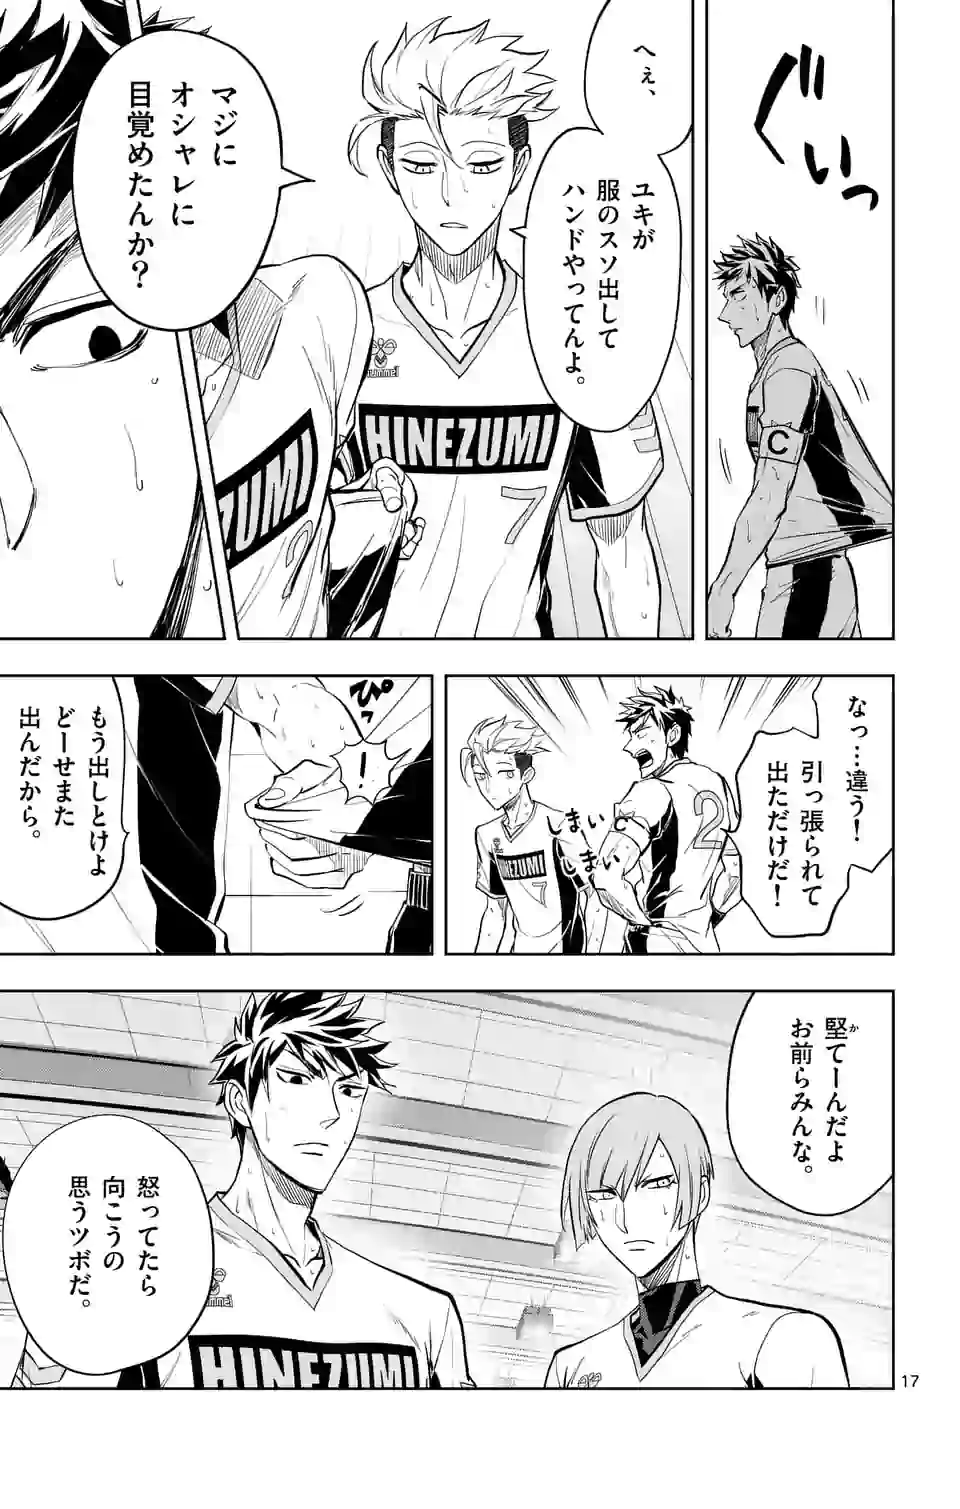 ぐいっ
C
へぇ、
ユキが
服のスソ出して
ハンドやってんよ。
hummel
HINEZUMI
7
マジに
オシャレに
目覚めたんか?
なっ…違う!
引っ張られて
出ただけだ!
C
2
しまい
しまい
HINEZUMI
7
ぴっ
!
もう出しとけよ
どーせまた
出んだから。
堅てーんだよ
か
お前らみんな。
怒ってたら
向こうの
思うツボだ。
HINEZUMI
17